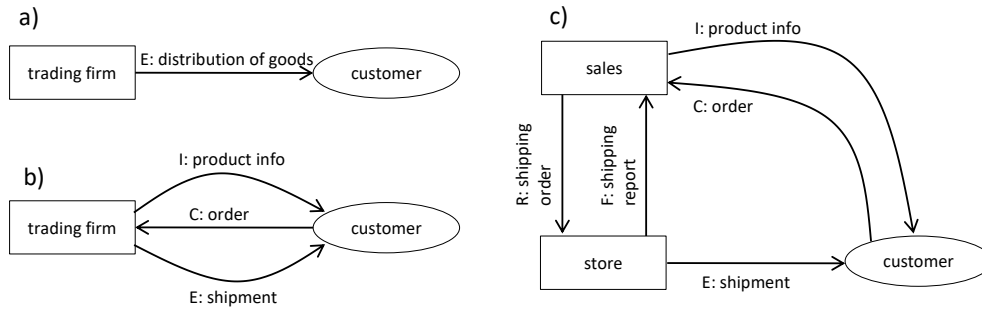 a)
trading firm
E: distribution of goods
customer
b)
I: product info
trading firm
C: order
customer
E: shipment
c)
I: product info
sales
C: order
R: shipping
order
F: shipping
report
store
E: shipment
customer